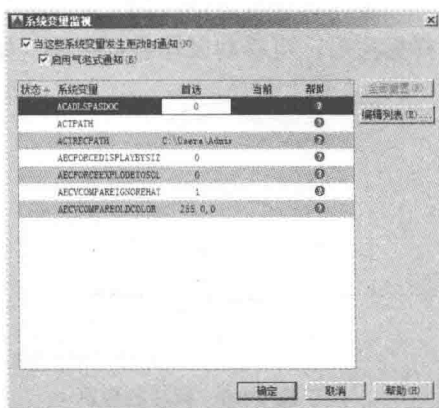 系统变量监视
当这些系统变量发生更改时通知(N)
启用气泡式通知(B)
状态 系统变量 首选 当前 帮助
ACADLSPASDOC 0
ACTPATH
ACTRECPATH C:\Users\Admin
AECFORCEDISPLAYBYSIZ 0
AECFORCEEXPLODETOSOL 0
AECVCOMPAREIGNOREHAT 1
AECVCOMPAREOLDCOLOR 255,0,0
全部重置(R)
编辑列表(E)...
确定 取消 帮助(H)